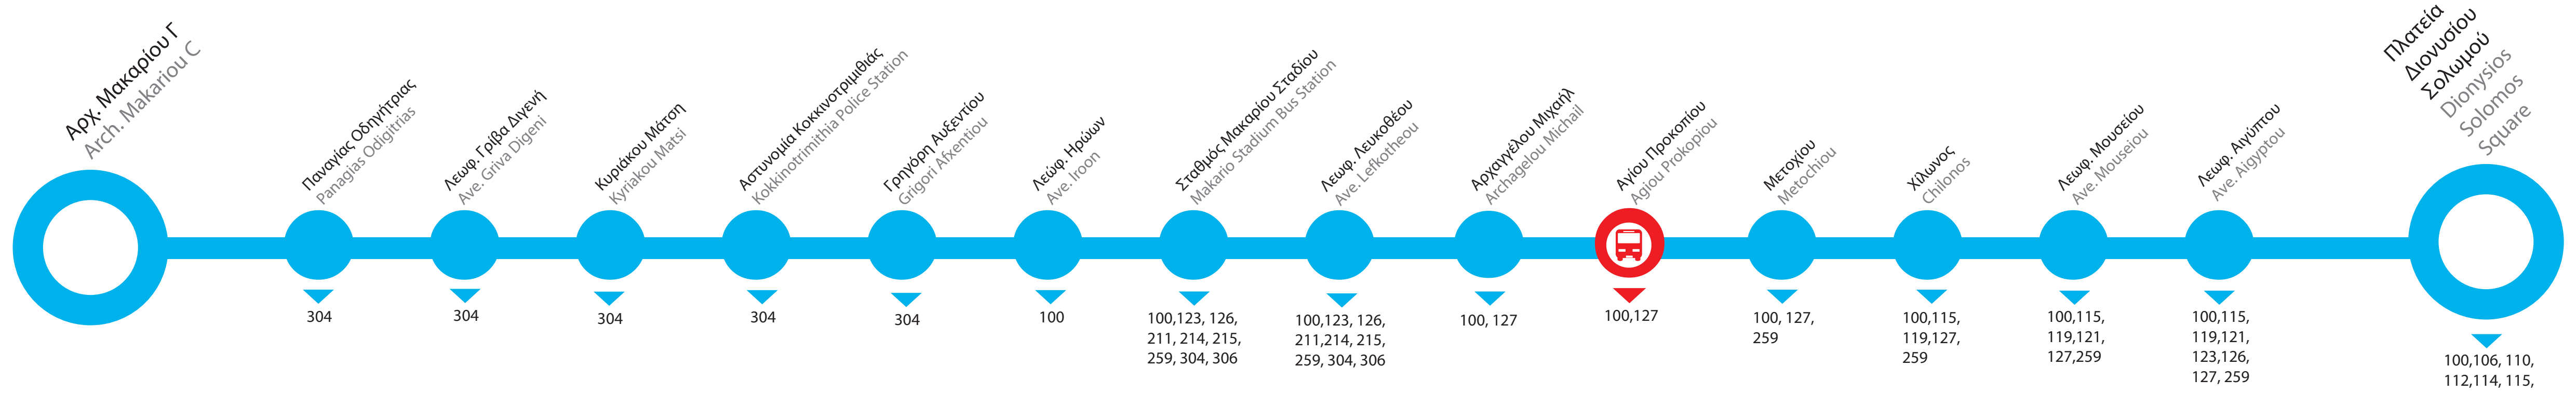 Αρχ. Μακαρίου Γ
Arch. Makariou C
Παναγίας Οδηγήτριας
Panagias Odigitrias
Λεωφ. Γρίβα Διγενή
Ave. Griva Digeni
Κυριάκου Μάτση
Kyriakou Matsi
Αστυνομία Κοκκινοτριμιθιάς
Kokkinotrimithia Police Station
Γρηγόρη Αυξεντίου
Grigori Afxentiou
Λεώφ. Ηρώων
Ave. Iroon
Σταθμός Μακαρίου Σταδίου
Makario Stadium Bus Station
Λεωφ. Λευκοθέου
Ave. Lefkotheou
Αρχαγγέλου Μιχαήλ
Archagelou Michail
Αγίου Προκοπίου
Agiou Prokopiou
Μετοχίου
Metochiou
Χίλωνος
Chilonos
Λεωφ. Μουσείου
Ave. Mouseiou
Λεωφ. Αιγύπτου
Ave. Aigyptou
Πλατεία
Διονυσίου
Σολωμού
Dionysios
Solomos
Square
304
304
304
304
304
100
100,123, 126,
211, 214, 215,
259, 304, 306
100,123, 126,
211,214, 215,
259, 304, 306
100, 127
100,127
100, 127,
259
100,115,
119,127,
259
100,115,
119,121,
127,259
100,115,
119,121,
123,126,
127, 259
100,106, 110,
112,114, 115,